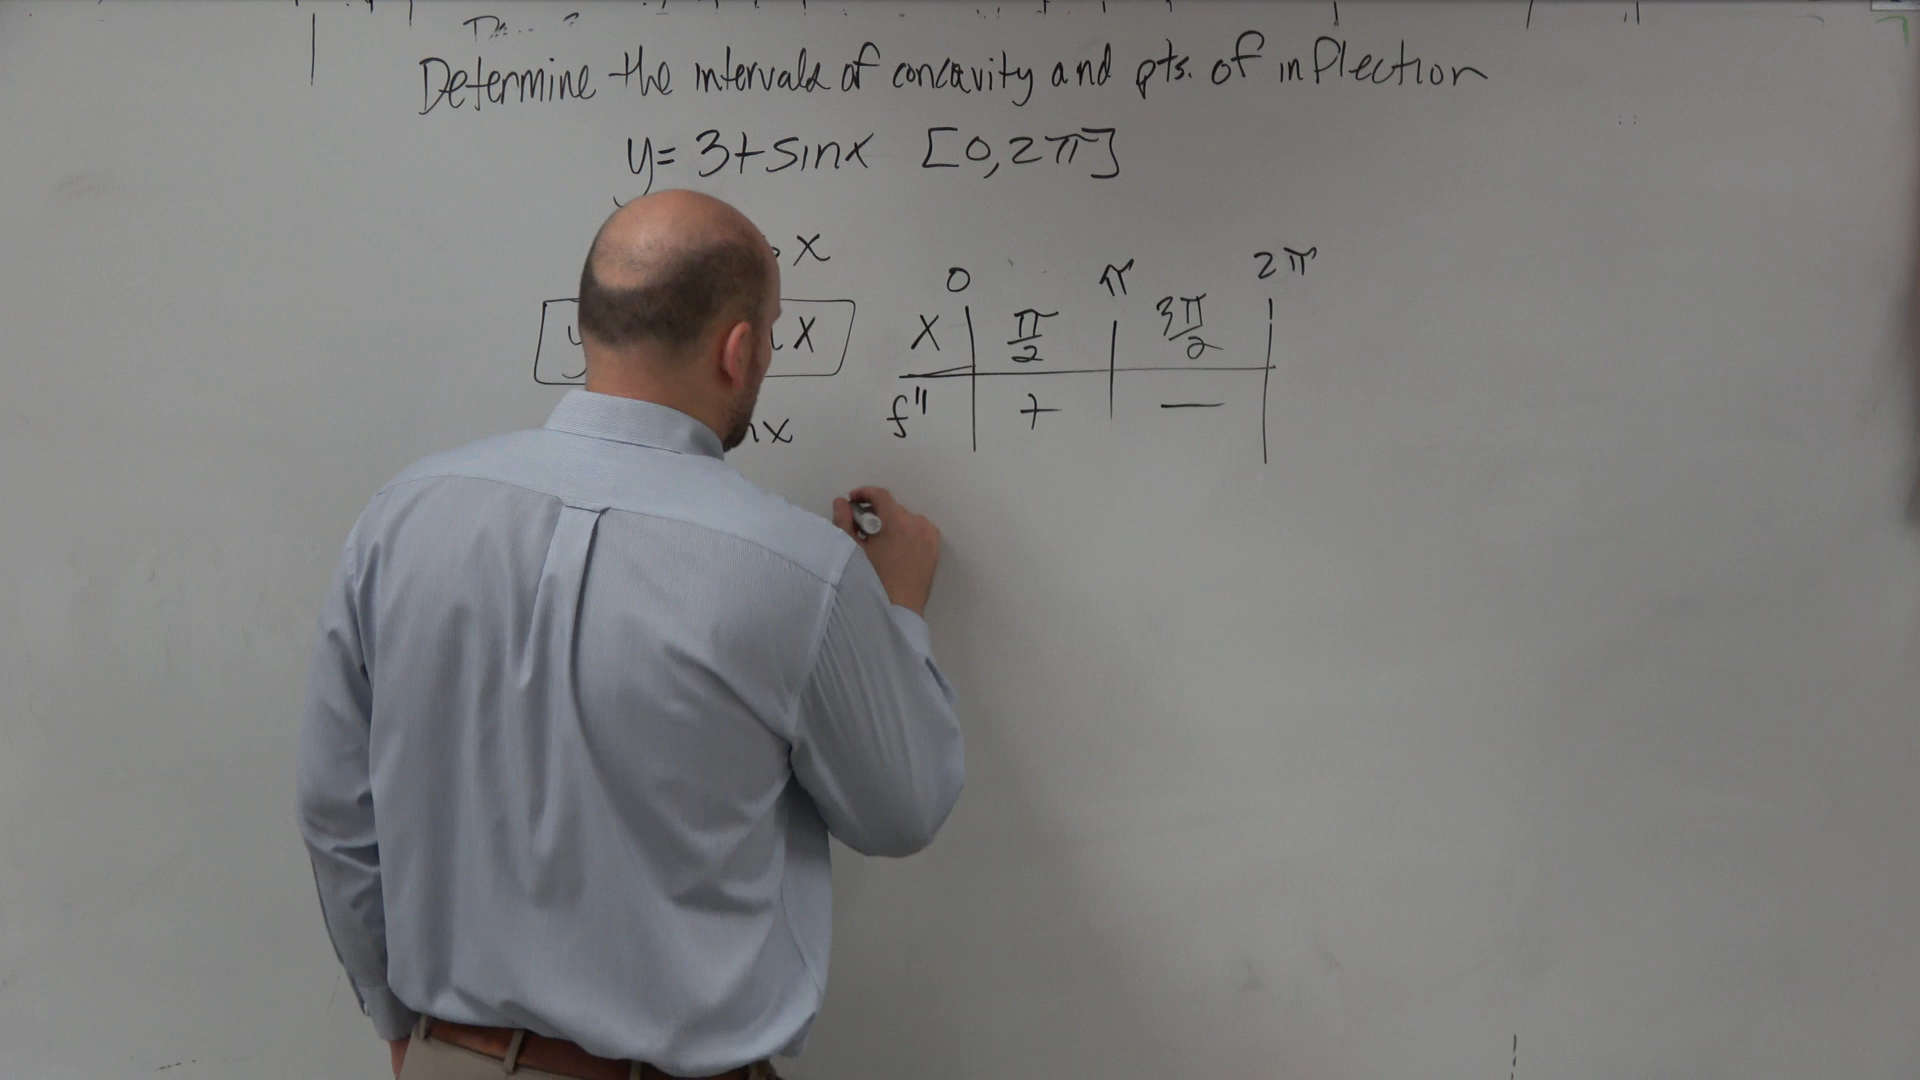 Determine the intervals of concavity and pts. of inflection
y= 3+sinx [0,2π]
x
x
x
0 π 2π
X π/2 3π/2
f" + —